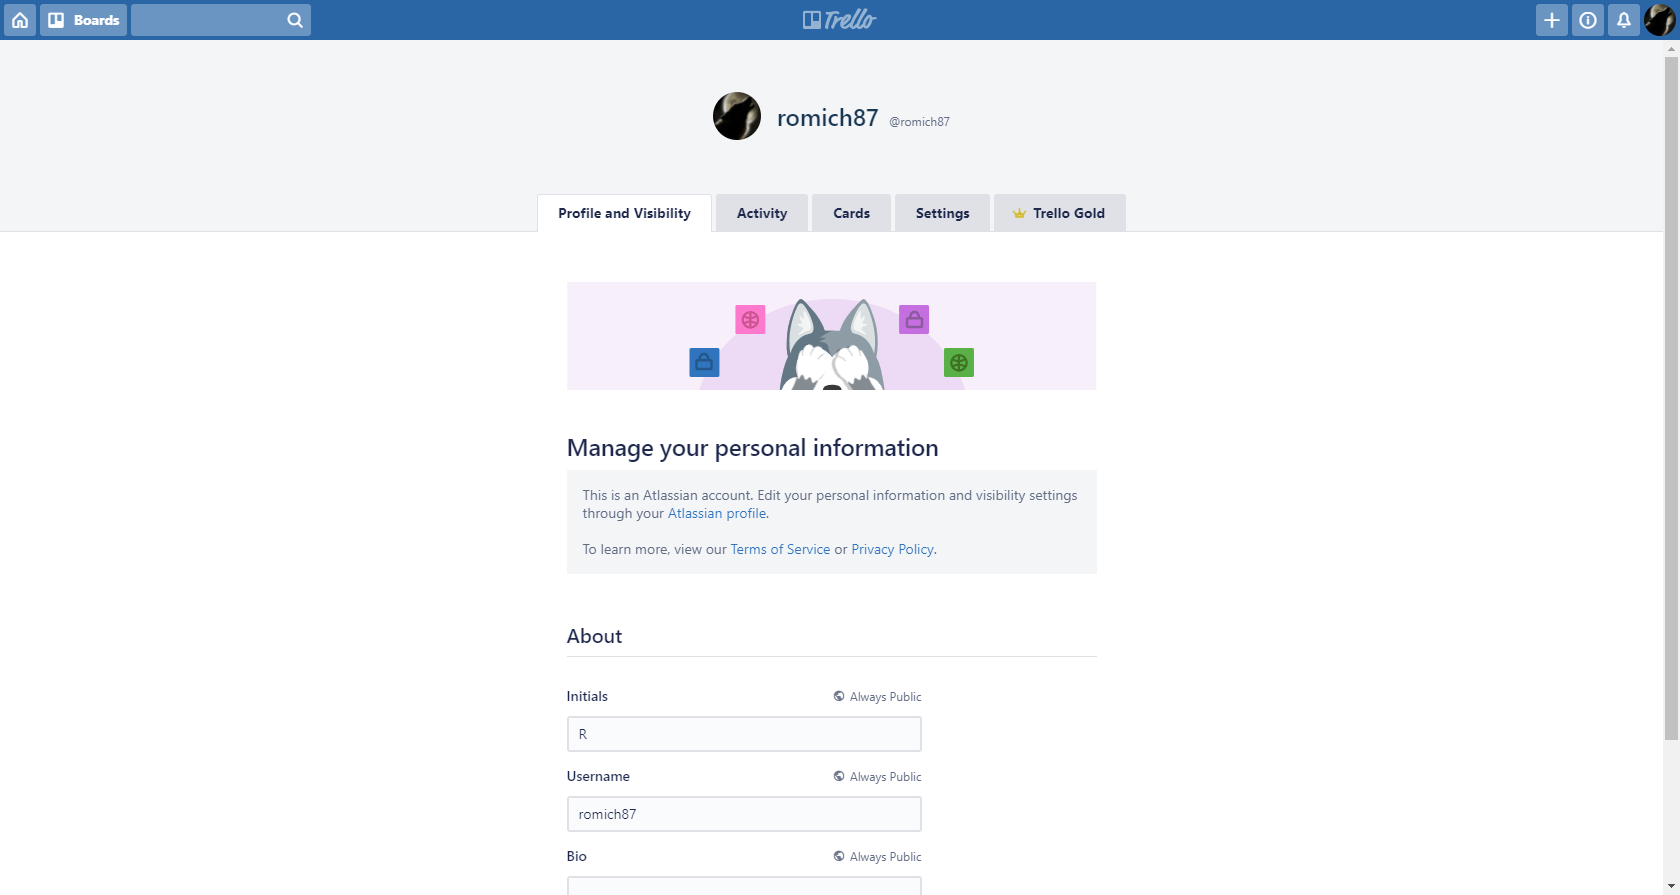 Boards
Trello
romich87 @romich87
Profile and Visibility
Activity
Cards
Settings
Trello Gold
Manage your personal information
This is an Atlassian account. Edit your personal information and visibility settings
through your Atlassian profile.
To learn more, view our Terms of Service or Privacy Policy.
About
Initials
Always Public
R
Username
Always Public
romich87
Bio
Always Public